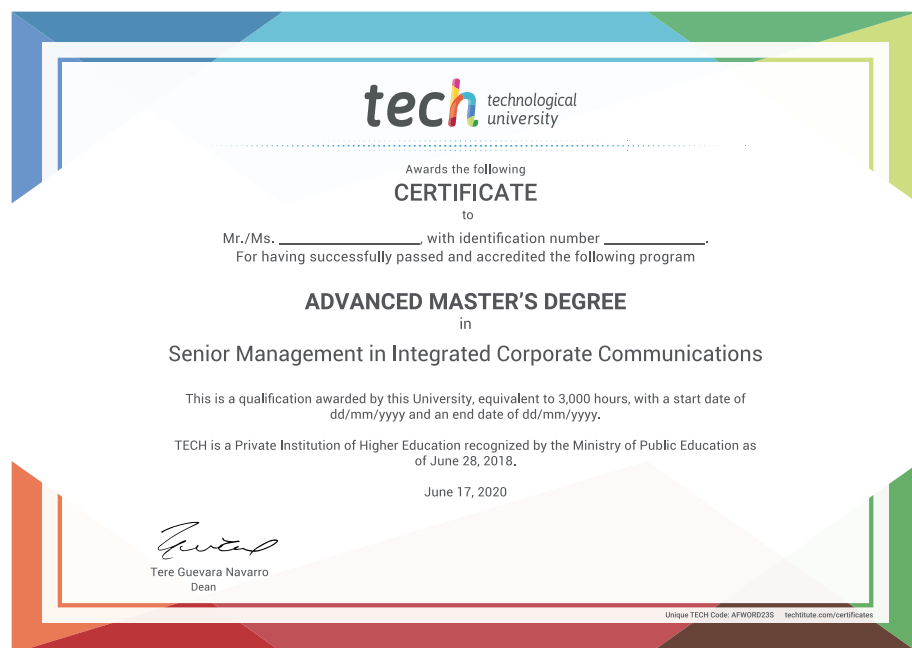 tech technological
university
Awards the following
CERTIFICATE
to
Mr./Ms. ____________________, with identification number ______________.
For having successfully passed and accredited the following program
ADVANCED MASTER’S DEGREE
in
Senior Management in Integrated Corporate Communications
This is a qualification awarded by this University, equivalent to 3,000 hours, with a start date of
dd/mm/yyyy and an end date of dd/mm/yyyy.
TECH is a Private Institution of Higher Education recognized by the Ministry of Public Education as
of June 28, 2018.
June 17, 2020
Tere Guevara Navarro
Dean
Unique TECH Code: AFWORD23S techtitute.com/certificates